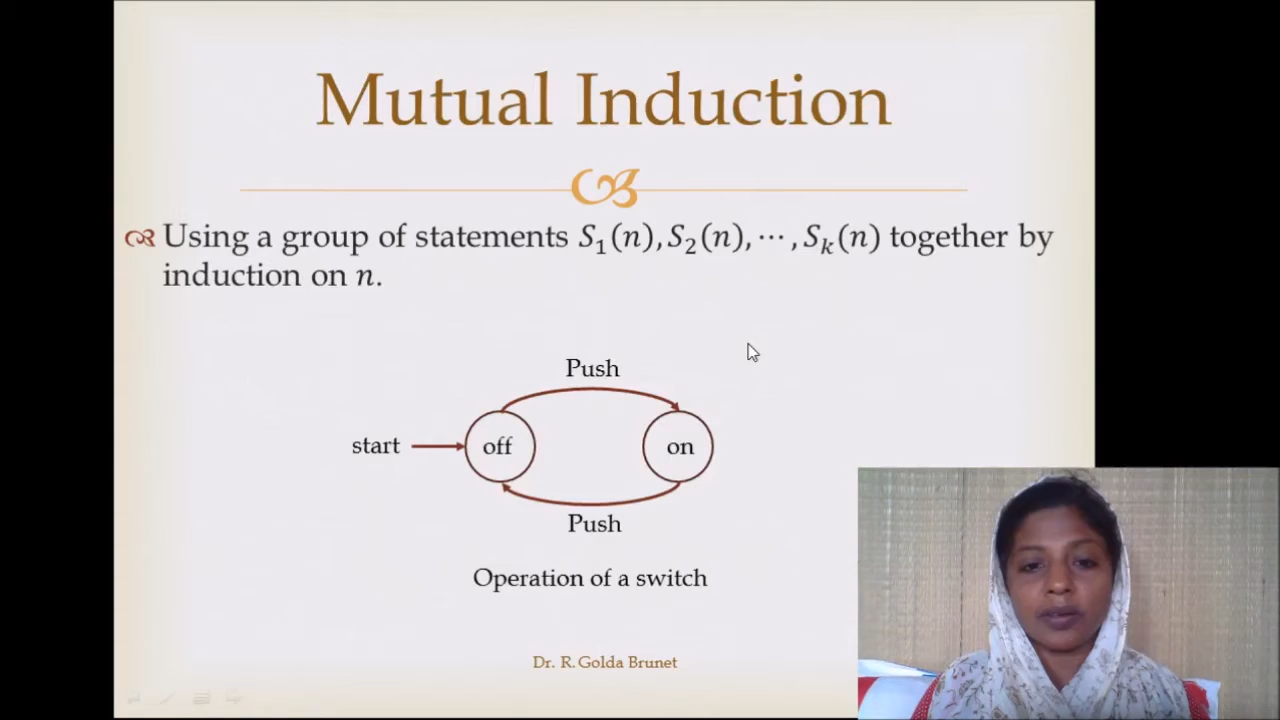 Mutual Induction
Using a group of statements S₁(n), S₂(n), ⋯ , Sₖ(n) together by
induction on n.
Push
start off on
Push
Operation of a switch
Dr. R. Golda Brunet